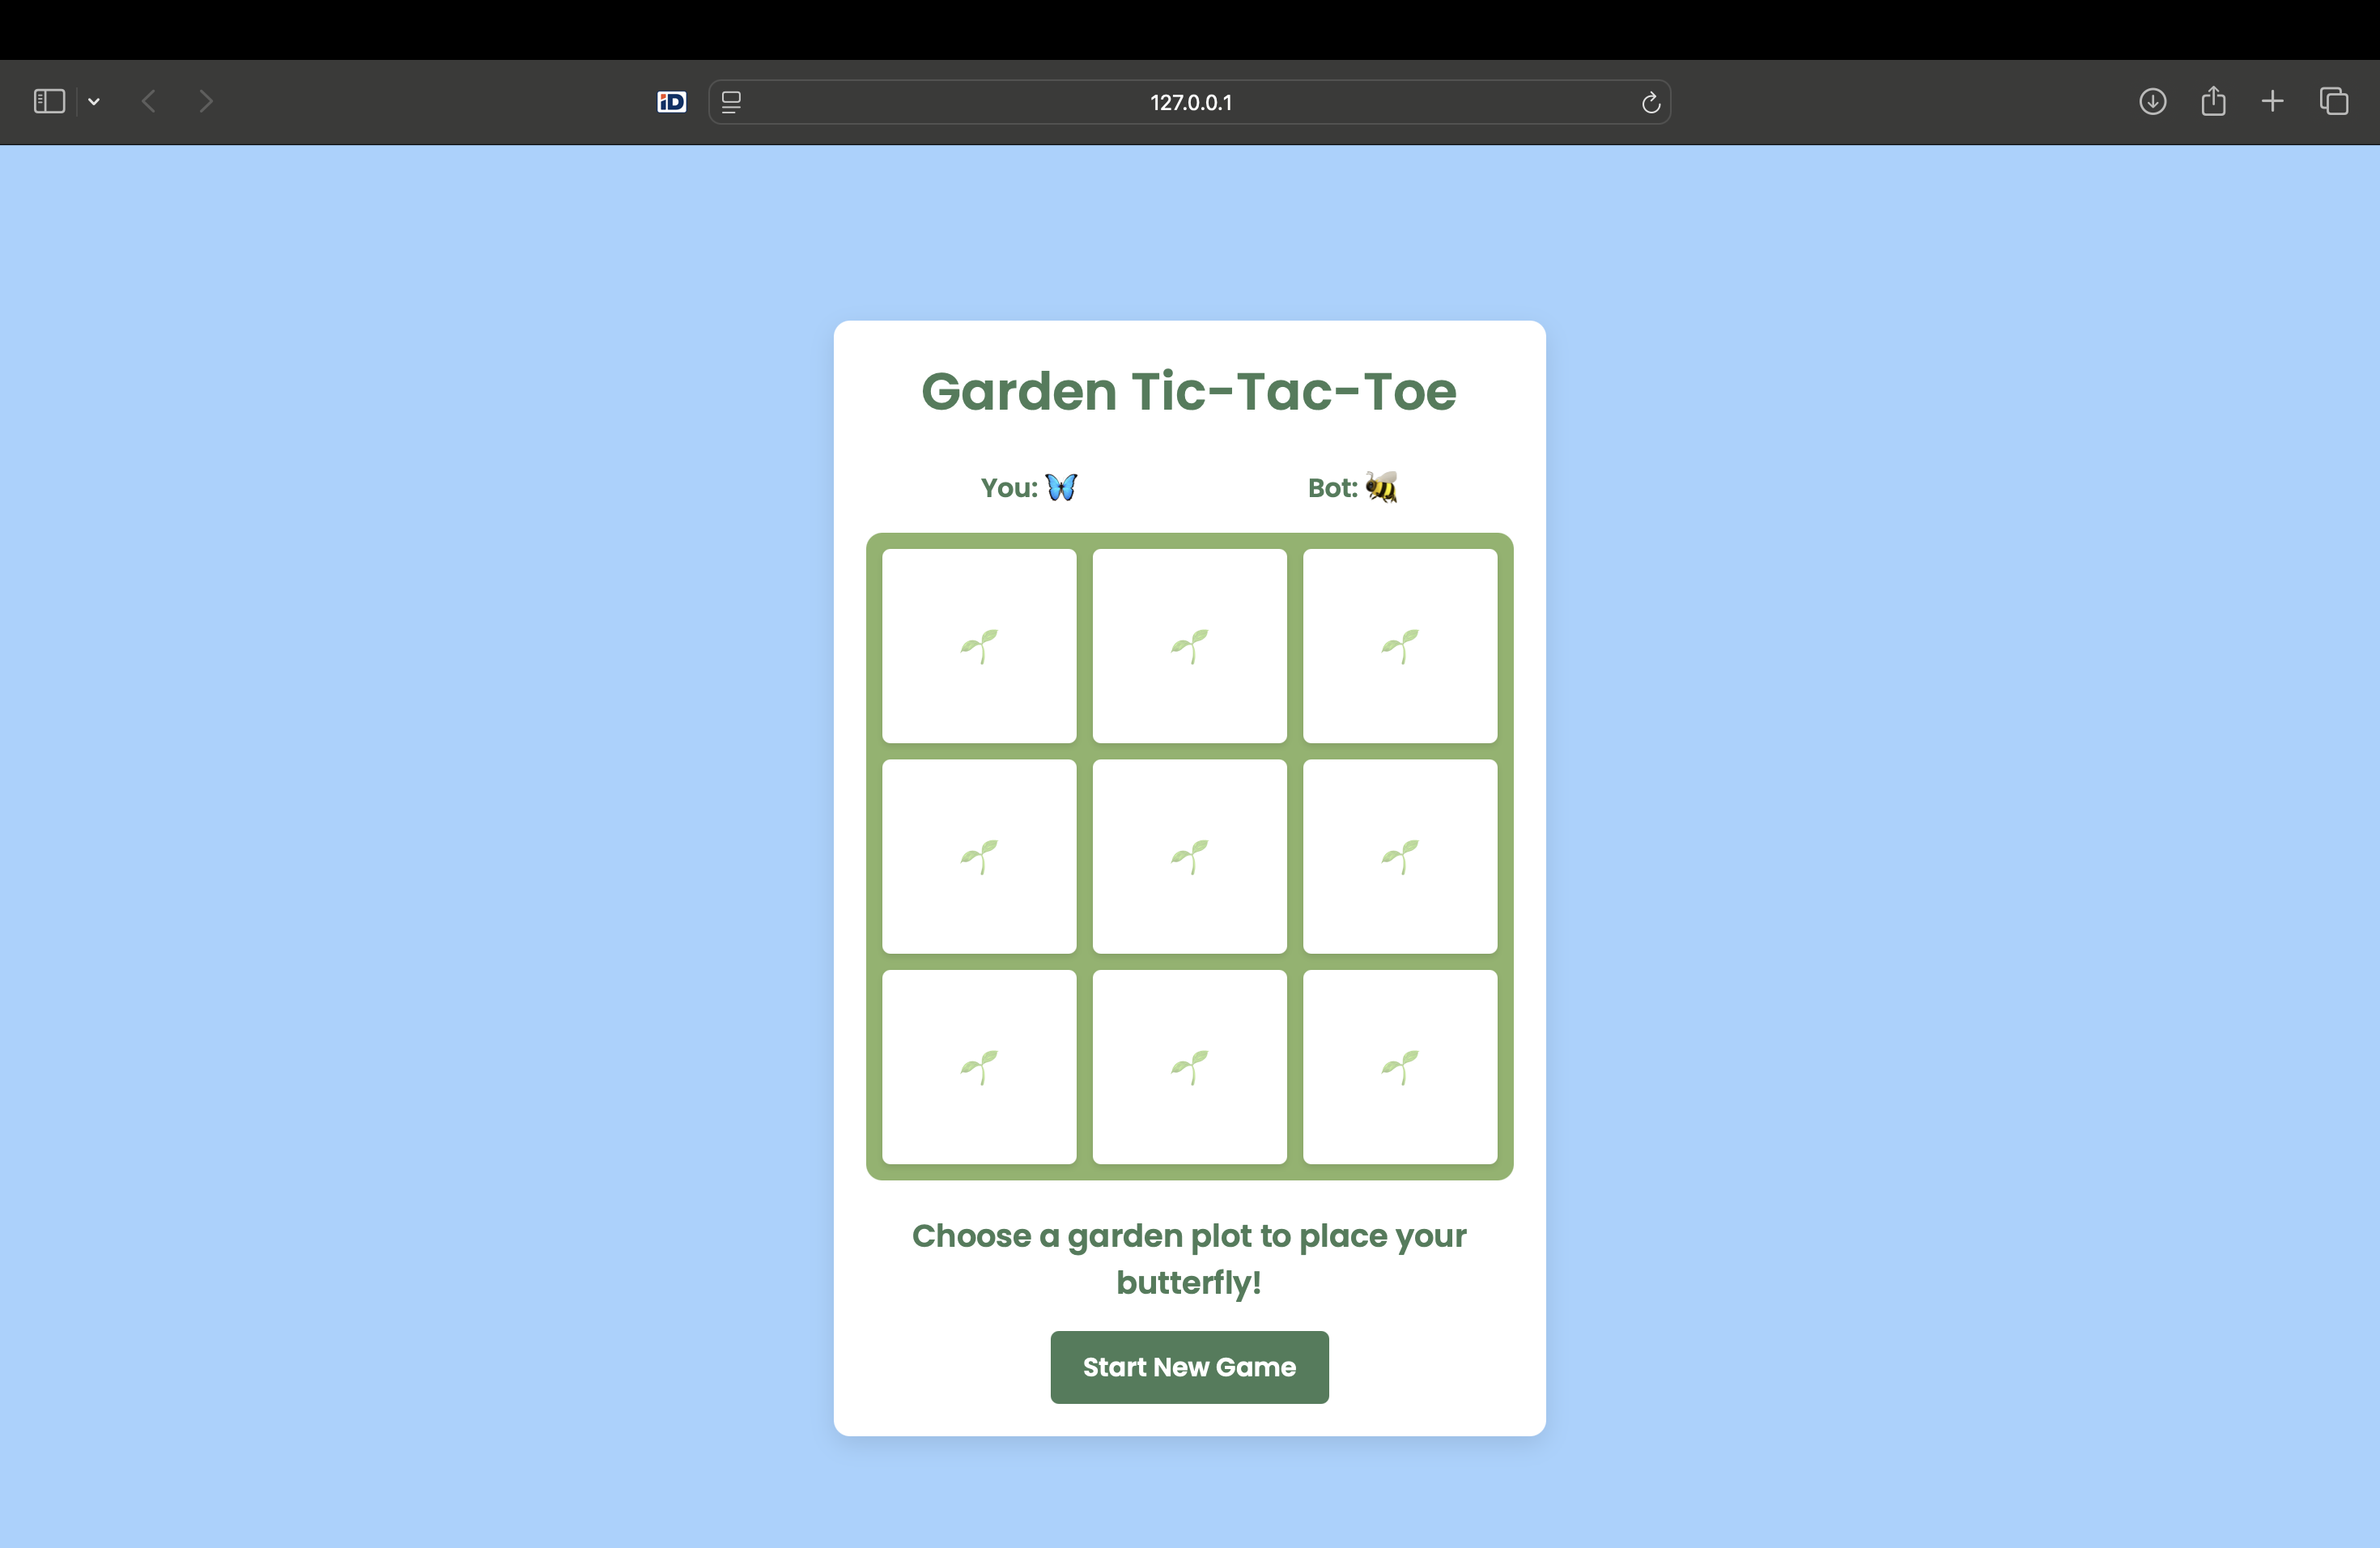 iD
127.0.0.1
Garden Tic-Tac-Toe
You: 🦋 Bot: 🐝
Choose a garden plot to place your
butterfly!
Start New Game